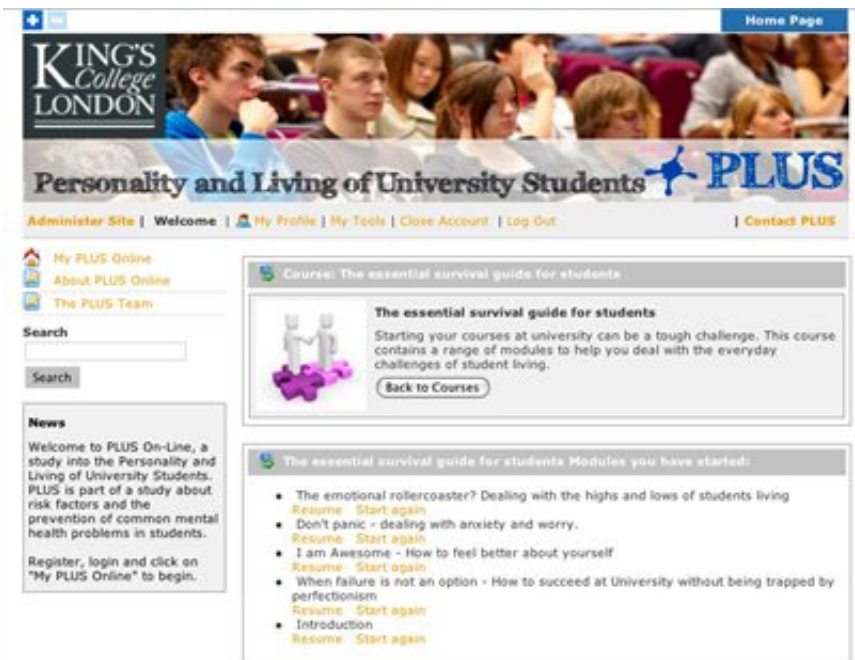 Home Page
KING'S
College
LONDON
Personality and Living of University Students PLUS
Administer Site | Welcome | My Profile | My Tools | Close Account | Log Out | Contact PLUS
My PLUS Online
About PLUS Online
The PLUS Team
Search
Search
News
Welcome to PLUS On-Line, a
study into the Personality and
Living of University Students.
PLUS is part of a study about
risk factors and the
prevention of common mental
health problems in students.
Register, login and click on
"My PLUS Online" to begin.
Course: The essential survival guide for students
The essential survival guide for students
Starting your courses at university can be a tough challenge. This course
contains a range of modules to help you deal with the everyday
challenges of student living.
Back to Courses
The essential survival guide for students Modules you have started:
The emotional rollercoaster? Dealing with the highs and lows of students living
Resume Start again
Don't panic - dealing with anxiety and worry.
Resume Start again
I am Awesome - How to feel better about yourself
Resume Start again
When failure is not an option - How to succeed at University without being trapped by
perfectionism
Resume Start again
Introduction
Resume Start again